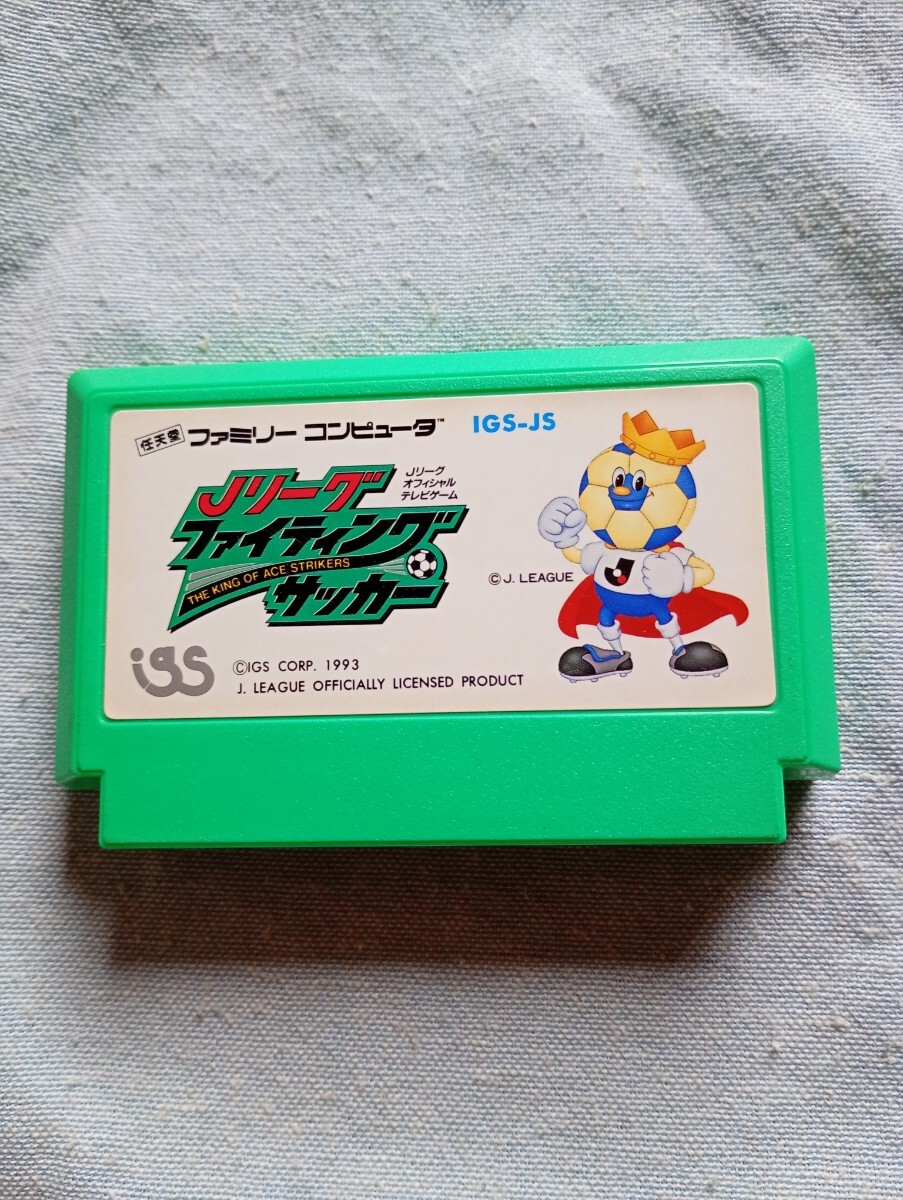 任天堂 ファミリーコンピュータ™ IGS-JS
Jリーグ
オフィシャル
テレビゲーム
Jリーグ
ファイティング
THE KING OF ACE STRIKERS
サッカー
©J. LEAGUE
J
igs
©IGS CORP. 1993
J. LEAGUE OFFICIALLY LICENSED PRODUCT